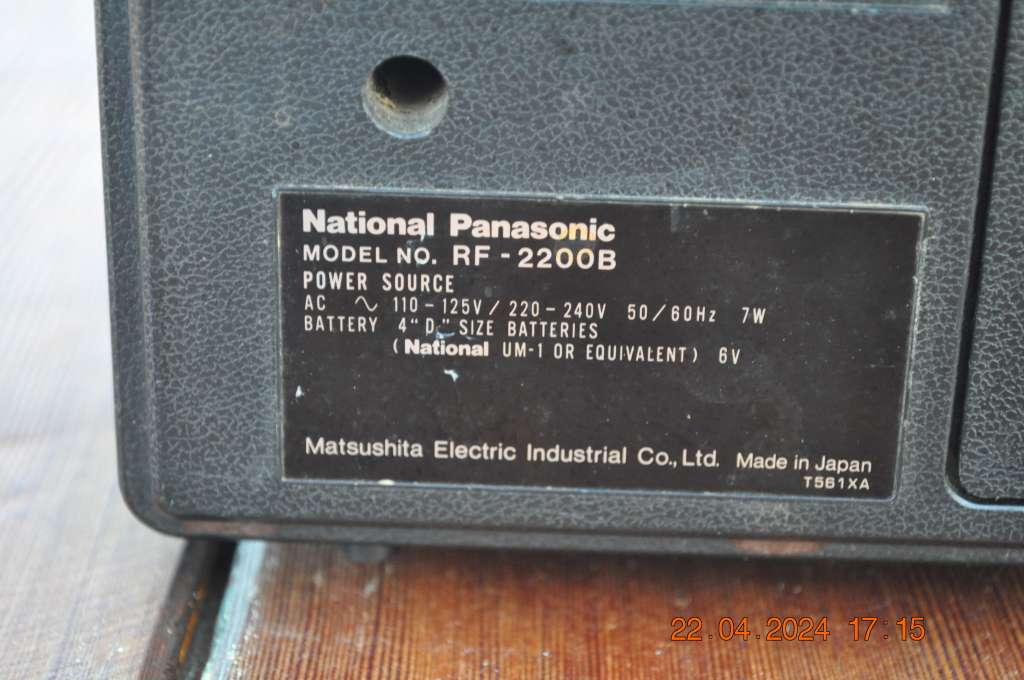 National Panasonic
MODEL NO. RF-2200B
POWER SOURCE
AC ∿ 110-125V/220-240V 50/60Hz 7W
BATTERY 4"D" SIZE BATTERIES
(National UM-1 OR EQUIVALENT) 6V
Matsushita Electric Industrial Co., Ltd. Made in Japan
T561XA
22.04.2024 17:15